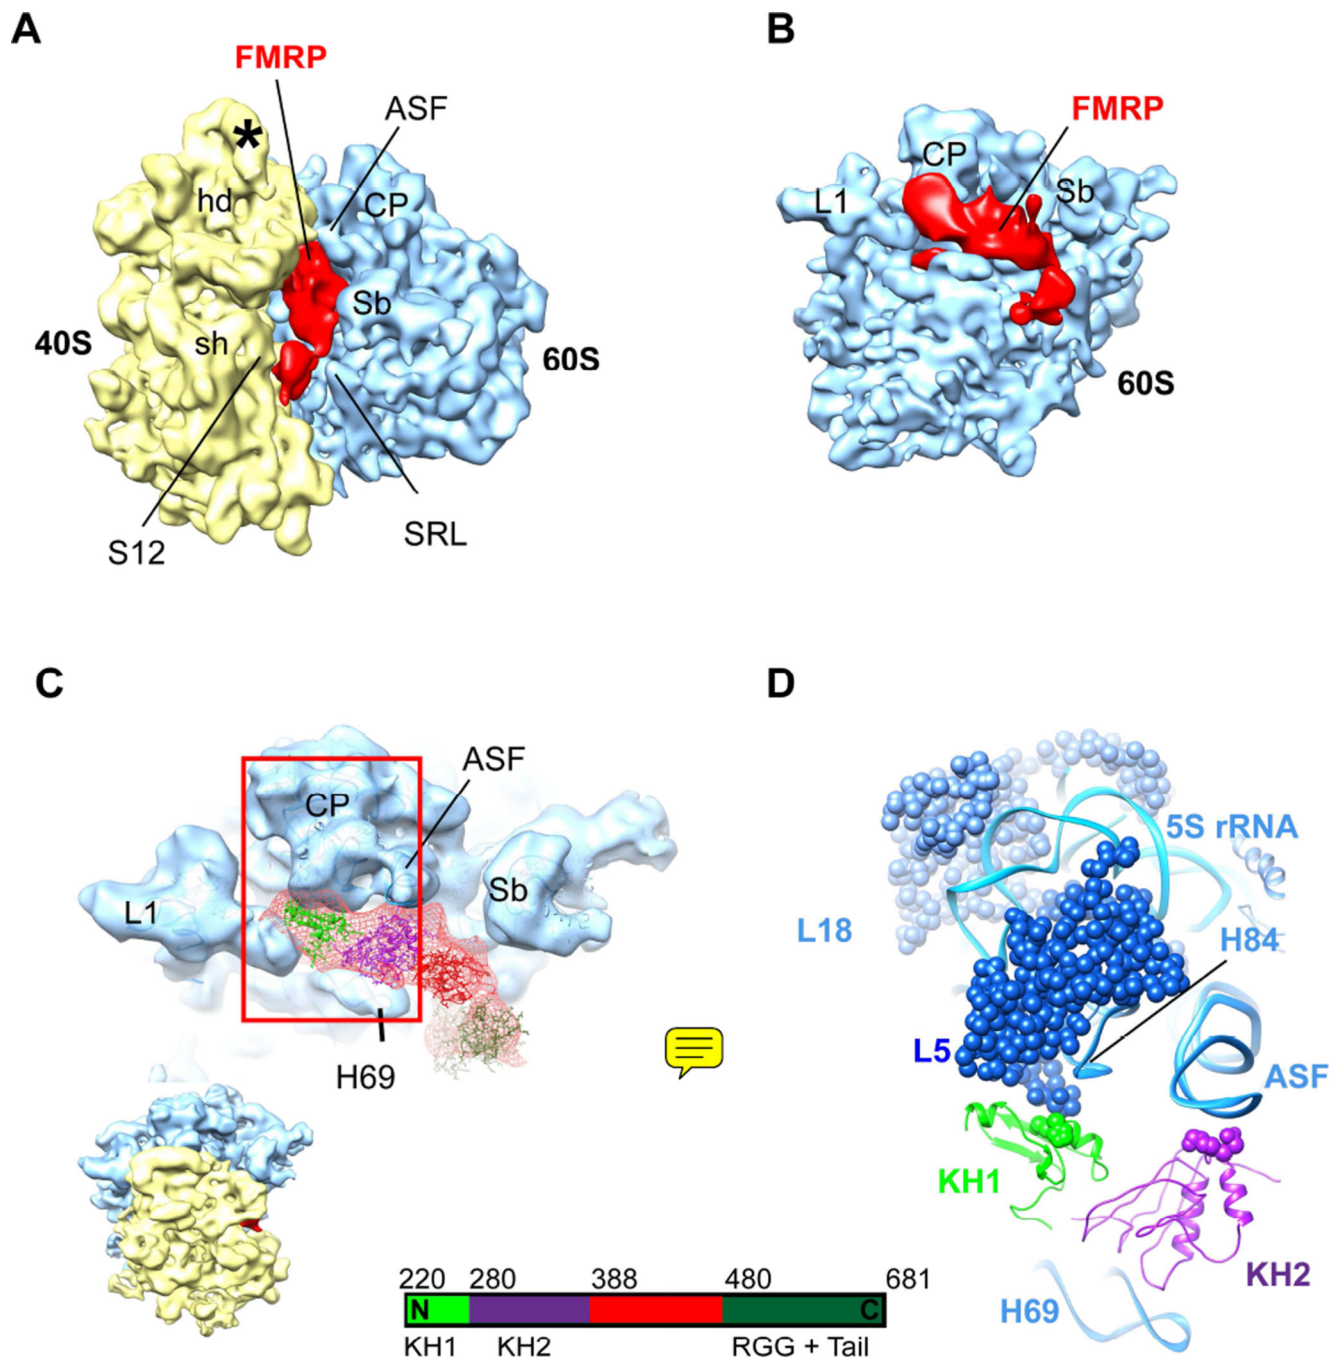 A
FMRP
*
ASF
hd
CP
Sb
40S
sh
60S
S12
SRL
B
FMRP
CP
L1
Sb
60S
C
ASF
CP
L1
Sb
H69
220 280 388 480 681
N C
KH1 KH2 RGG + Tail
D
5S rRNA
L18
H84
L5
ASF
KH1
KH2
H69